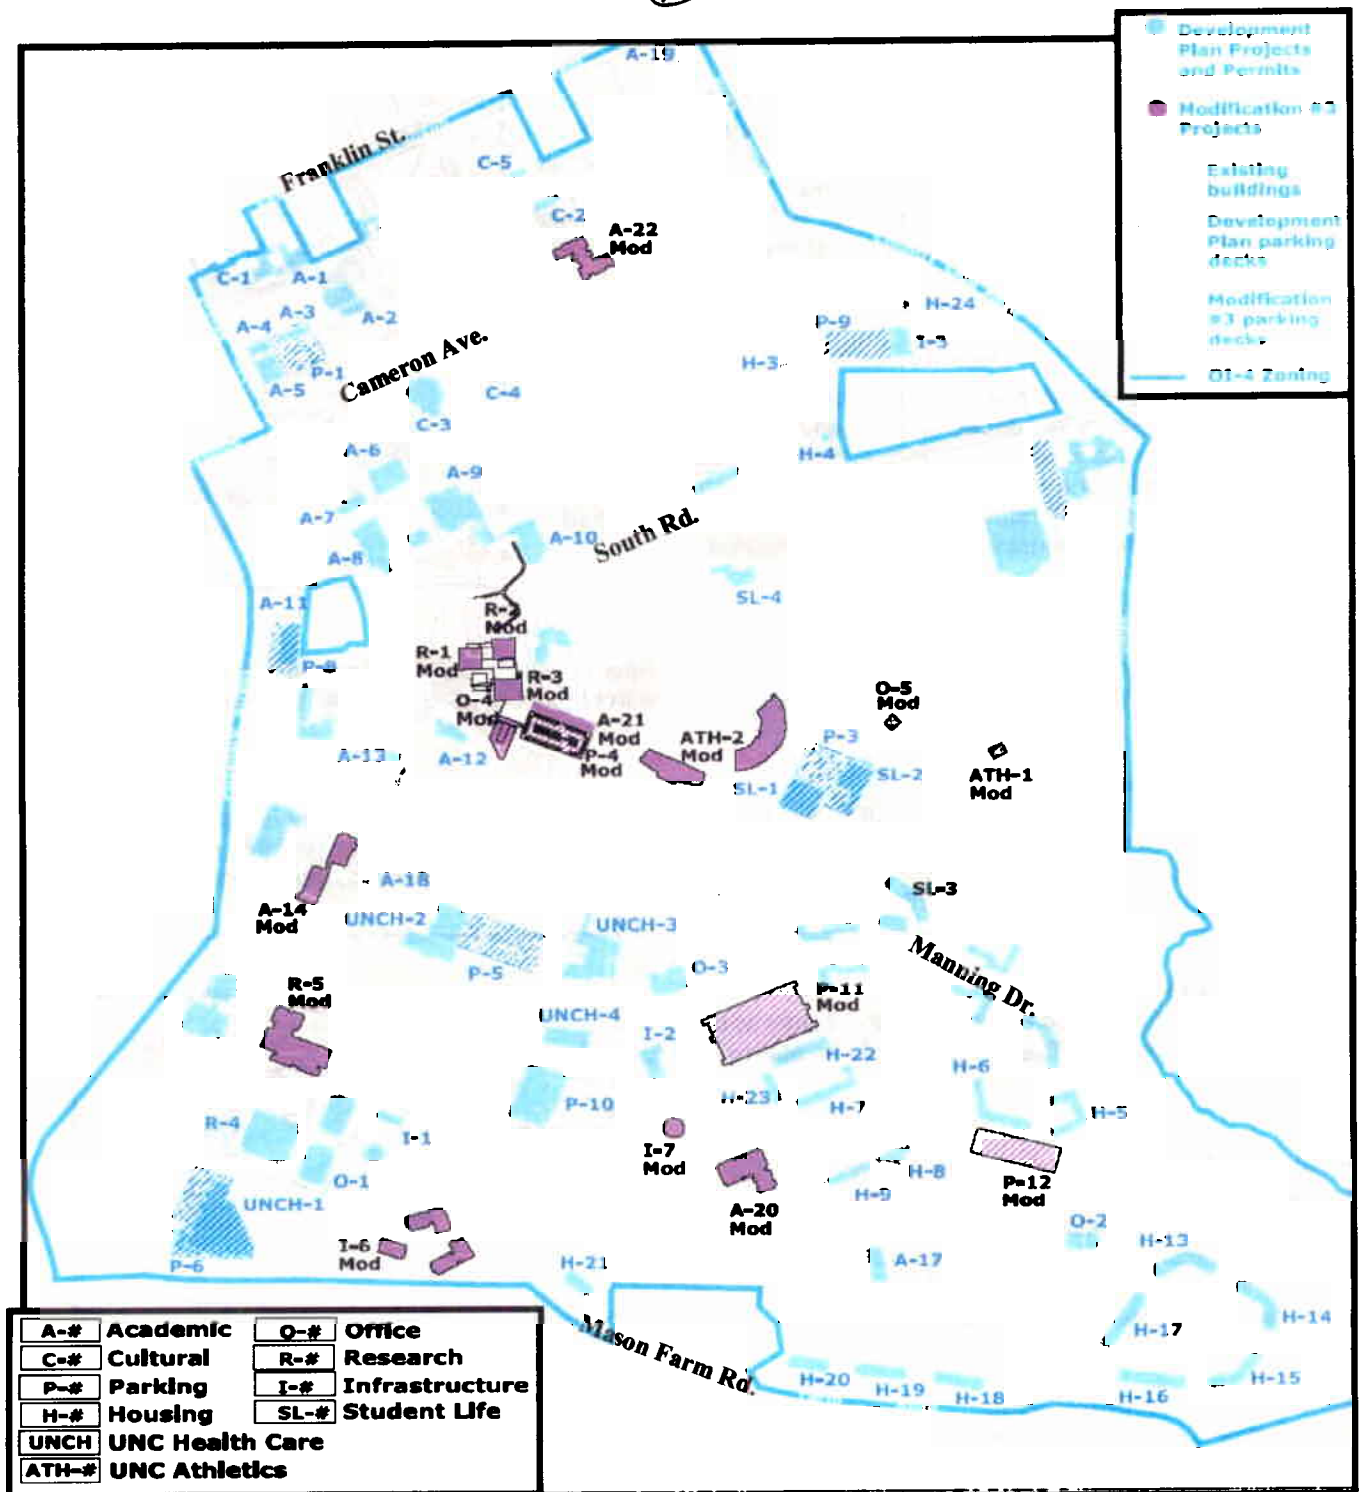 Development
Plan Projects
and Permits
Modification #3
Projects
Existing
buildings
Development
Plan parking
decks
Modification
#3 parking
decks
OI-4 Zoning
A-19
Franklin St.
C-5
C-2
A-22
Mod
C-1
A-1
A-3
A-4
A-2
H-24
P-9
I-3
H-3
P-1
A-5
Cameron Ave.
C-4
C-3
A-6
H-4
A-9
A-7
A-10
South Rd.
A-8
SL-4
A-11
R-2
Mod
P-8
R-1
Mod
R-3
Mod
O-4
Mod
O-5
Mod
A-21
Mod
P-4
Mod
ATH-2
Mod
P-3
A-13
A-12
SL-1
SL-2
ATH-1
Mod
A-18
SL-3
A-14
Mod
UNCH-2
UNCH-3
P-5
O-3
Manning Dr.
R-5
Mod
P-11
Mod
UNCH-4
I-2
H-22
H-6
H-23
H-7
P-10
H-5
R-4
I-1
I-7
Mod
H-8
H-9
P-12
Mod
O-1
UNCH-1
A-20
Mod
O-2
H-13
P-6
I-6
Mod
H-21
A-17
H-17
H-14
Mason Farm Rd.
H-20
H-19
H-18
H-16
H-15
A-# Academic
O-# Office
C-# Cultural
R-# Research
P-# Parking
I-# Infrastructure
H-# Housing
SL-# Student Life
UNCH UNC Health Care
ATH-# UNC Athletics